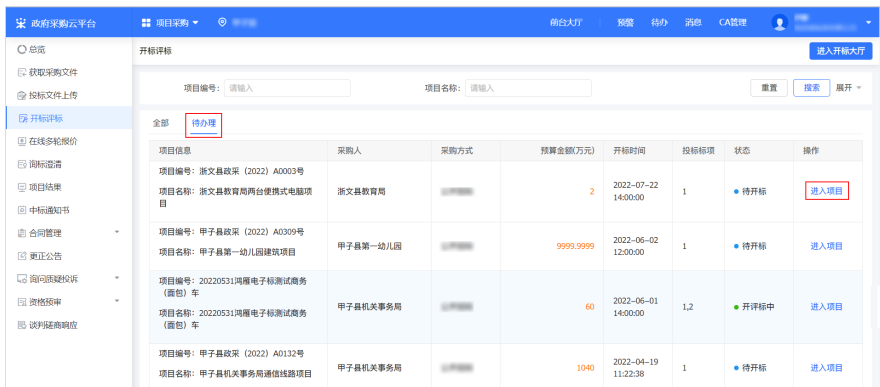 政府采购云平台
项目采购
前台大厅
预警
待办
消息
CA管理
总览
获取采购文件
投标文件上传
开标评标
在线多轮报价
询标澄清
项目结果
中标通知书
合同管理
更正公告
询问质疑投诉
资格预审
谈判磋商响应
开标评标
进入开标大厅
项目编号： 请输入
项目名称： 请输入
重置
搜索
展开
全部
待办理
项目信息 采购人 采购方式 预算金额(万元) 开标时间 投标标项 状态 操作
项目编号：浙文县政采（2022）A0003号
项目名称：浙文县教育局两台便携式电脑项
目
浙文县教育局
2
2022-07-22
14:00:00
1
待开标
进入项目
项目编号：甲子县政采（2022）A0309号
项目名称：甲子县第一幼儿园建筑项目
甲子县第一幼儿园
9999.9999
2022-06-02
12:00:00
1
待开标
进入项目
项目编号：20220531鸿雁电子标测试商务
（面包）车
项目名称：20220531鸿雁电子标测试商务
（面包）车
甲子县机关事务局
60
2022-06-01
14:00:00
1,2
开评标中
进入项目
项目编号：甲子县政采（2022）A0132号
项目名称：甲子县机关事务局通信线路项目
甲子县机关事务局
1040
2022-04-19
11:22:38
1
待开标
进入项目